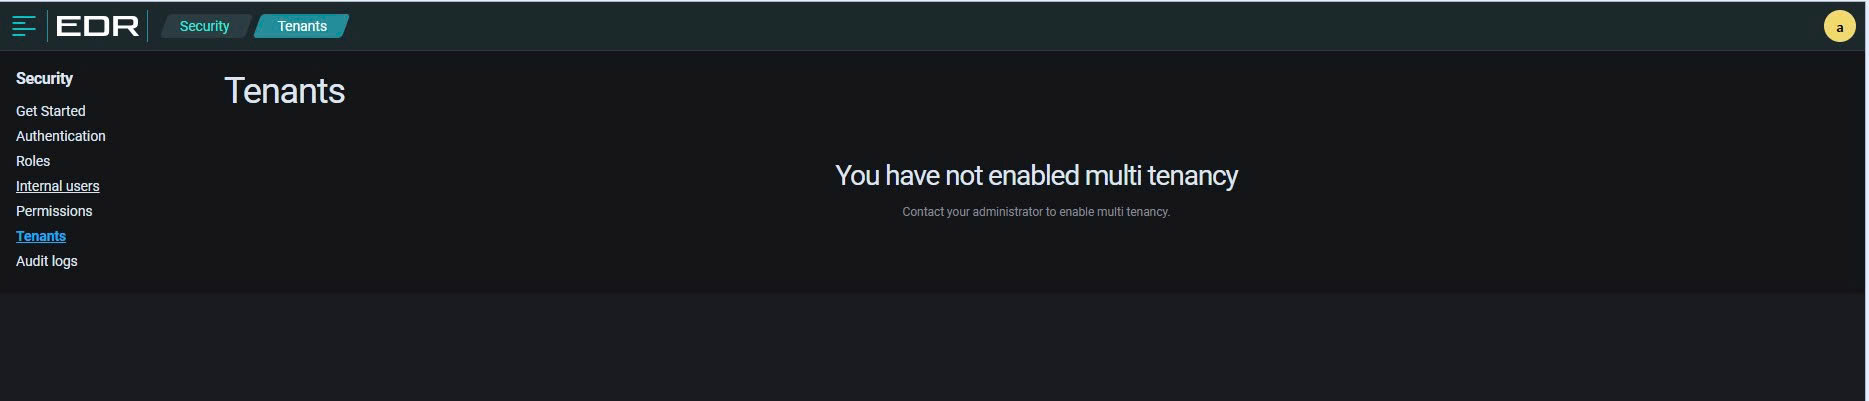 EDR Security Tenants a
Security
Get Started
Authentication
Roles
Internal users
Permissions
Tenants
Audit logs
Tenants
You have not enabled multi tenancy
Contact your administrator to enable multi tenancy.